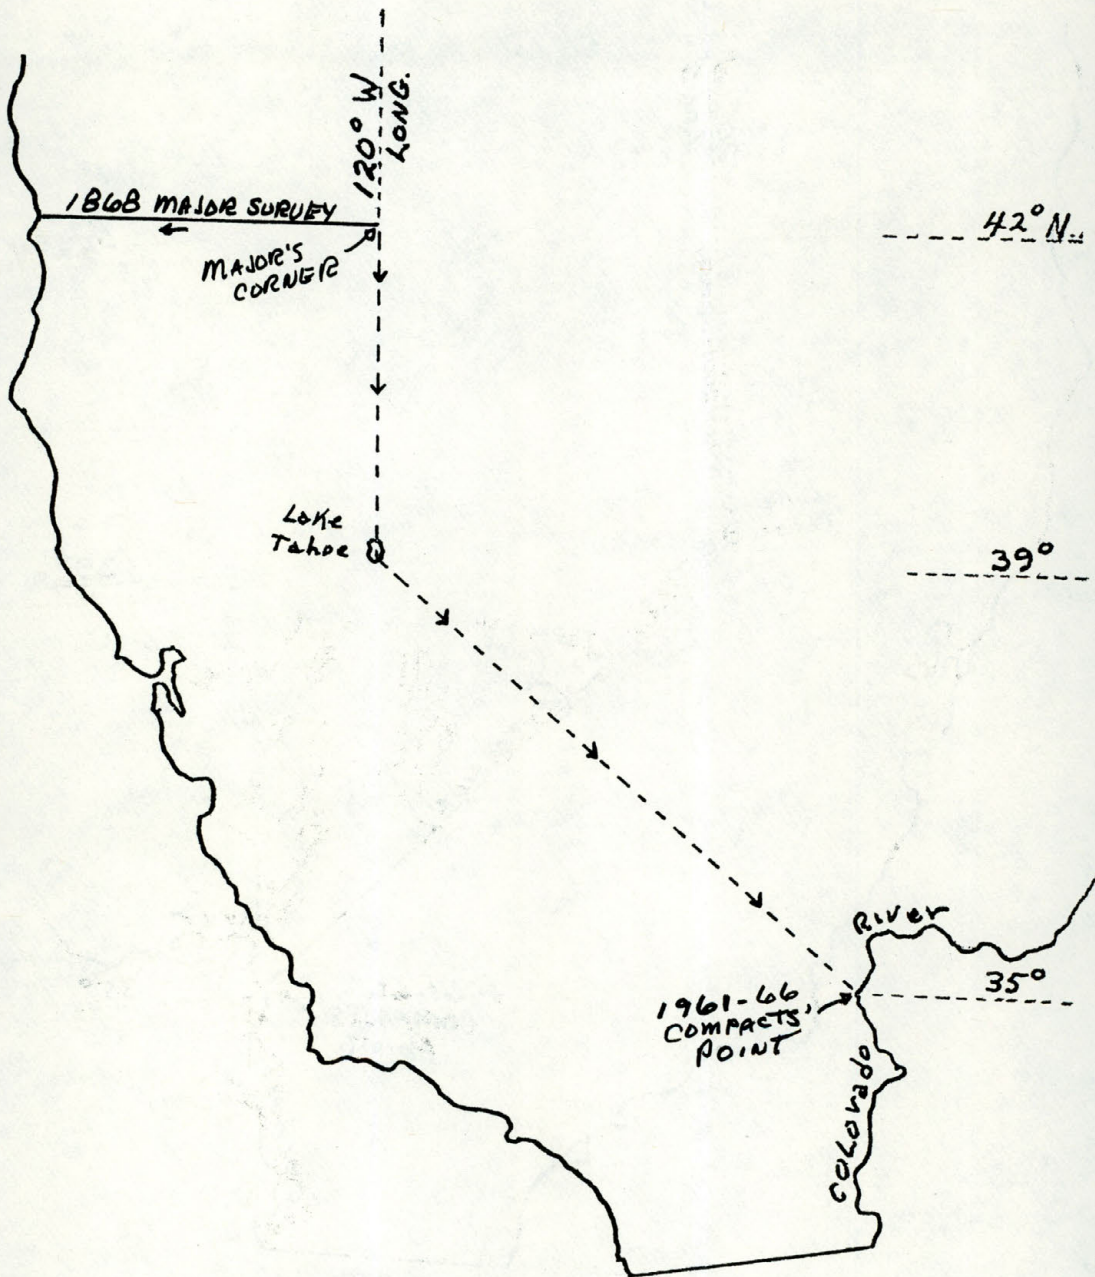 120° W
LONG.
1868 MAJOR SURVEY
42° N.
MAJOR'S
CORNER
Lake
Tahoe
39°
River
35°
1961-66
COMPACTS'
POINT
COLORADO